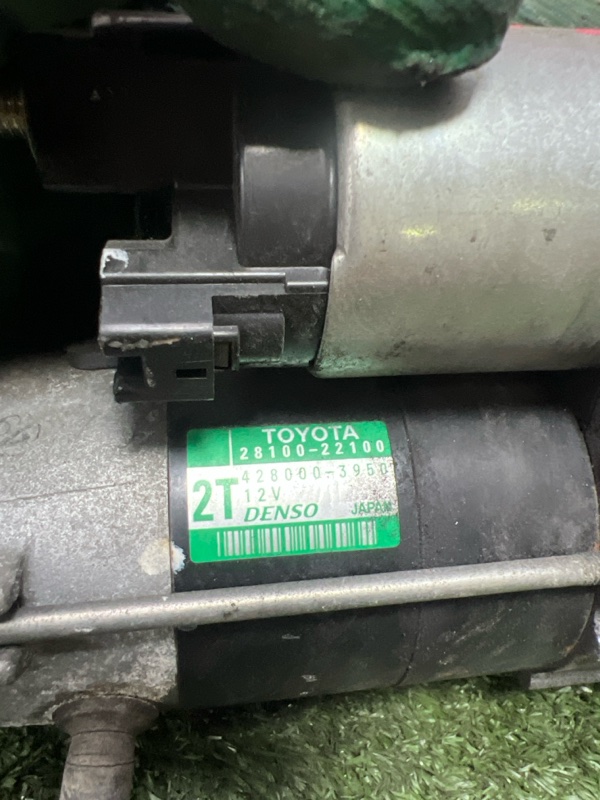 TOYOTA
28100-22100
2T
428000-3950
12V
DENSO JAPAN